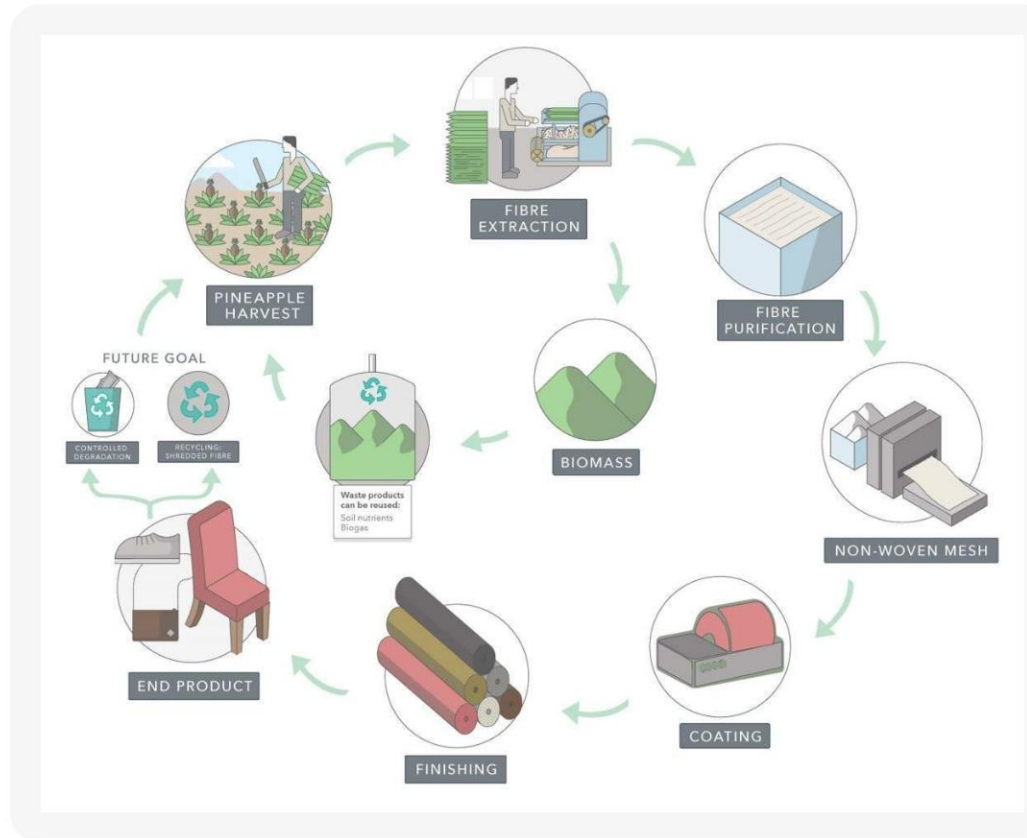 FIBRE
EXTRACTION
PINEAPPLE
HARVEST
FIBRE
PURIFICATION
FUTURE GOAL
CONTROLLED
DEGRADATION
RECYCLING:
SHREDDED FIBRE
BIOMASS
Waste products
can be reused:
Soil nutrients
Biogas
NON-WOVEN MESH
END PRODUCT
COATING
FINISHING